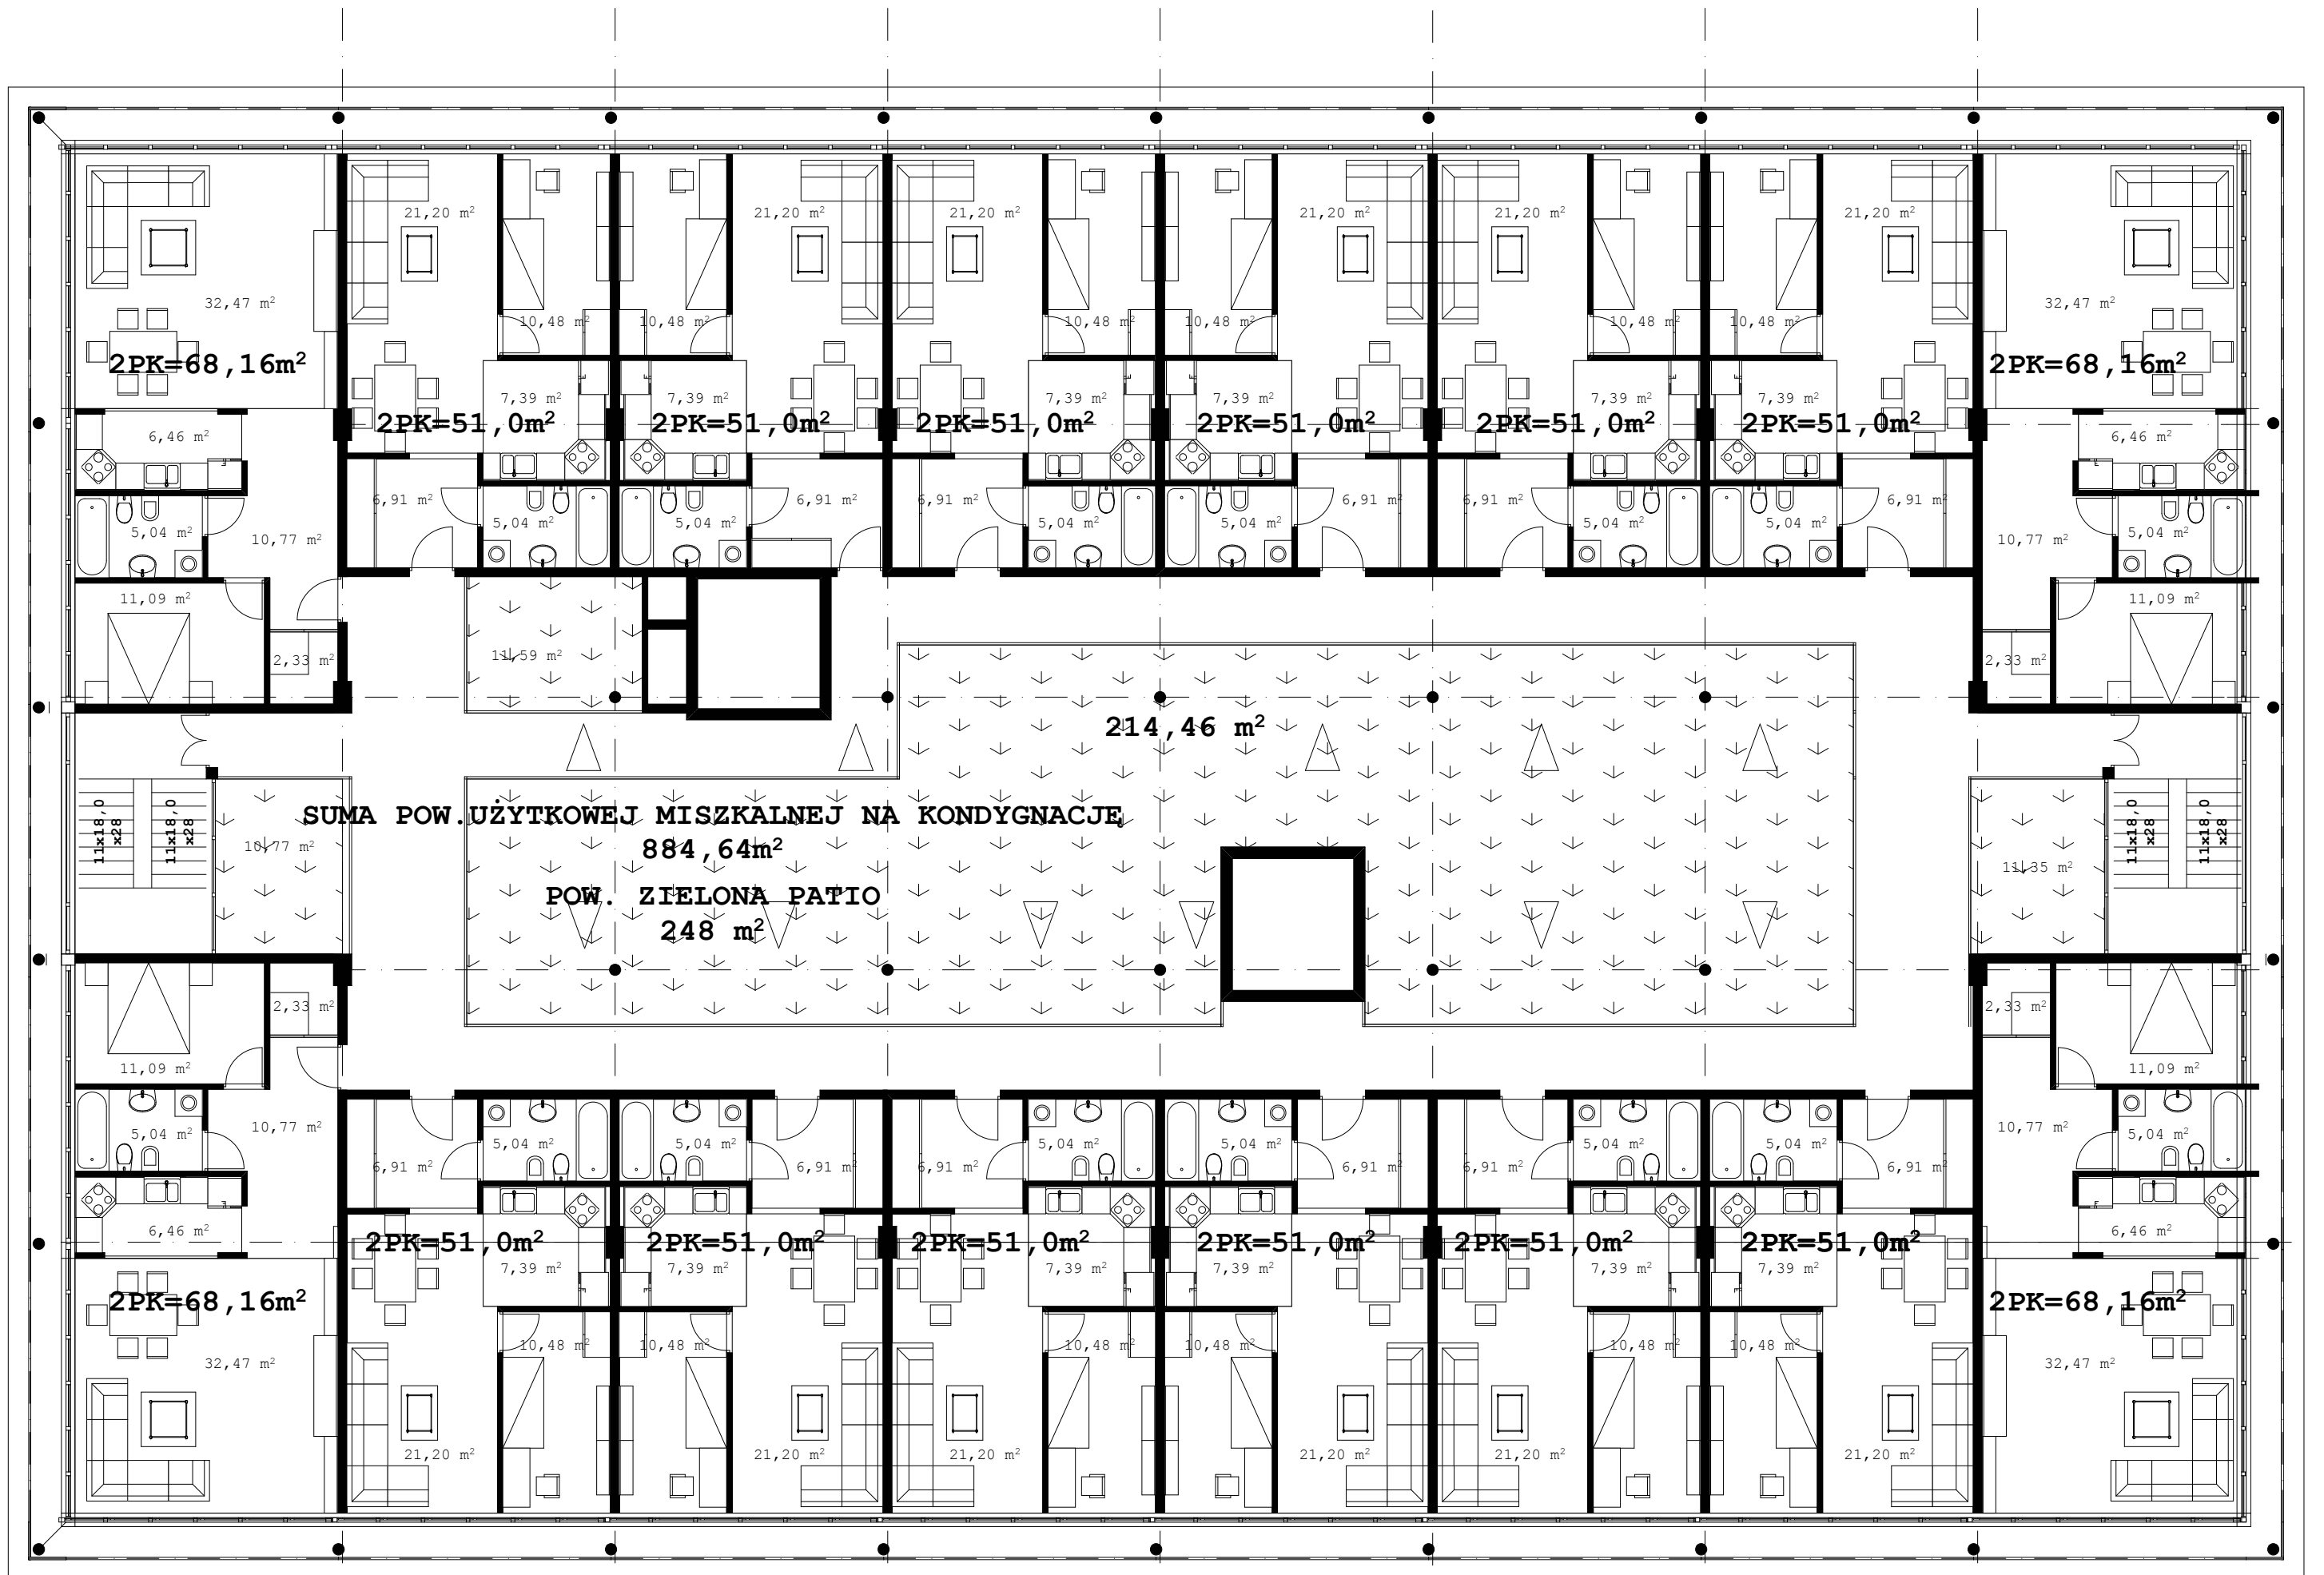 21,20 m² 21,20 m² 21,20 m² 21,20 m² 21,20 m² 21,20 m²
32,47 m² 32,47 m²
10,48 m² 10,48 m² 10,48 m² 10,48 m² 10,48 m² 10,48 m²
2PK=68,16m² 2PK=68,16m²
7,39 m² 7,39 m² 7,39 m² 7,39 m² 7,39 m² 7,39 m²
2PK=51,0m² 2PK=51,0m² 2PK=51,0m² 2PK=51,0m² 2PK=51,0m² 2PK=51,0m²
6,46 m² 6,46 m²
6,91 m² 6,91 m² 6,91 m² 6,91 m² 6,91 m² 6,91 m²
5,04 m² 5,04 m² 5,04 m² 5,04 m² 5,04 m² 5,04 m² 5,04 m² 5,04 m²
10,77 m² 10,77 m²
11,09 m² 11,09 m²
2,33 m² 11,59 m² 2,33 m²
214,46 m²
SUMA POW.UŻYTKOWEJ MISZKALNEJ NA KONDYGNACJĘ
11x18,0 x28 11x18,0 x28 11x18,0 x28 11x18,0 x28
10,77 m² 884,64m² 11,35 m²
POW. ZIELONA PATIO
248 m²
2,33 m² 2,33 m²
11,09 m² 11,09 m²
10,77 m² 10,77 m²
5,04 m² 5,04 m² 5,04 m² 5,04 m² 5,04 m² 5,04 m² 5,04 m² 5,04 m²
6,91 m² 6,91 m² 6,91 m² 6,91 m² 6,91 m² 6,91 m²
6,46 m² 6,46 m²
2PK=51,0m² 2PK=51,0m² 2PK=51,0m² 2PK=51,0m² 2PK=51,0m² 2PK=51,0m²
7,39 m² 7,39 m² 7,39 m² 7,39 m² 7,39 m² 7,39 m²
2PK=68,16m² 2PK=68,16m²
10,48 m² 10,48 m² 10,48 m² 10,48 m² 10,48 m² 10,48 m²
32,47 m² 32,47 m²
21,20 m² 21,20 m² 21,20 m² 21,20 m² 21,20 m² 21,20 m²